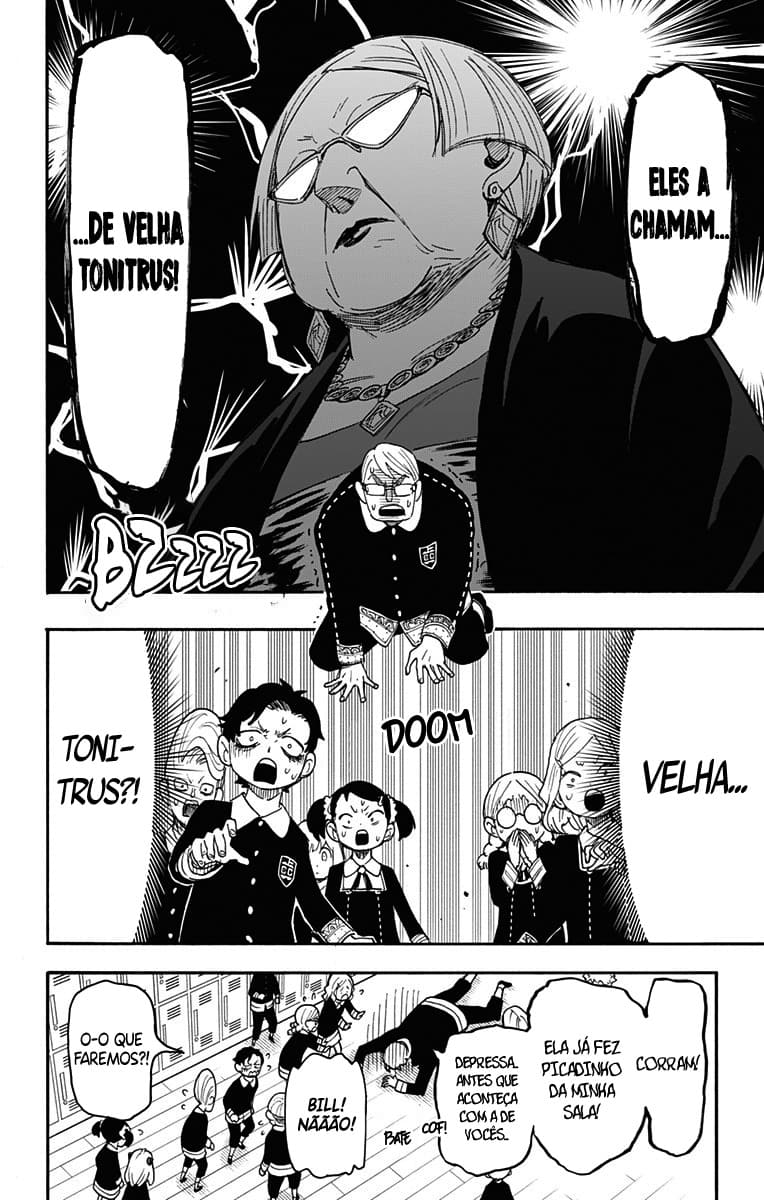 ELES A
CHAMAM...
...DE VELHA
TONITRUS!
BZzzzz
VELHA...
DOOM
TONI-
TRUS?!
CORRAM!
ELA JÁ FEZ
PICADINHO
DA MINHA
SALA!
DEPRESSA...
ANTES QUE
ACONTEÇA
COM A DE
VOCÊS...
COF!
BATE
BILL!
NÃÃÃO!
O-O QUE
FAREMOS?!